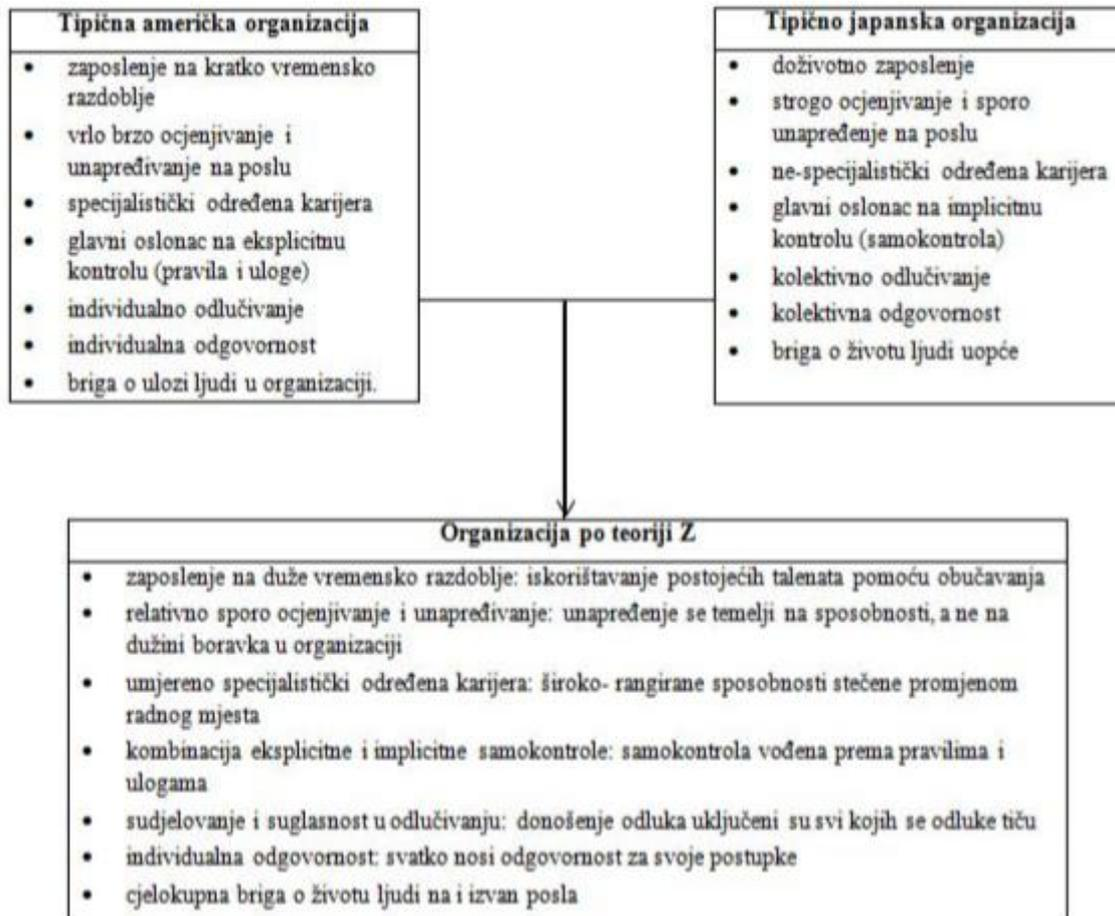 Tipična američka organizacija
• zaposlenje na kratko vremensko
razdoblje
• vrlo brzo ocjenjivanje i
unapređivanje na poslu
• specijalistički određena karijera
• glavni oslonac na eksplicitnu
kontrolu (pravila i uloge)
• individualno odlučivanje
• individualna odgovornost
• briga o ulozi ljudi u organizaciji.
Tipično japanska organizacija
• doživotno zaposlenje
• strogo ocjenjivanje i sporo
unapređenje na poslu
• ne-specijalistički određena karijera
• glavni oslonac na implicitnu
kontrolu (samokontrola)
• kolektivno odlučivanje
• kolektivna odgovornost
• briga o životu ljudi uopće
Organizacija po teoriji Z
• zaposlenje na duže vremensko razdoblje: iskorištavanje postojećih talenata pomoću obučavanja
• relativno sporo ocjenjivanje i unapređivanje: unapređenje se temelji na sposobnosti, a ne na
dužini boravka u organizaciji
• umjereno specijalistički određena karijera: široko- rangirane sposobnosti stečene promjenom
radnog mjesta
• kombinacija eksplicitne i implicitne samokontrole: samokontrola vođena prema pravilima i
ulogama
• sudjelovanje i suglasnost u odlučivanju: donošenje odluka uključeni su svi kojih se odluke tiču
• individualna odgovornost: svatko nosi odgovornost za svoje postupke
• cjelokupna briga o životu ljudi na i izvan posla